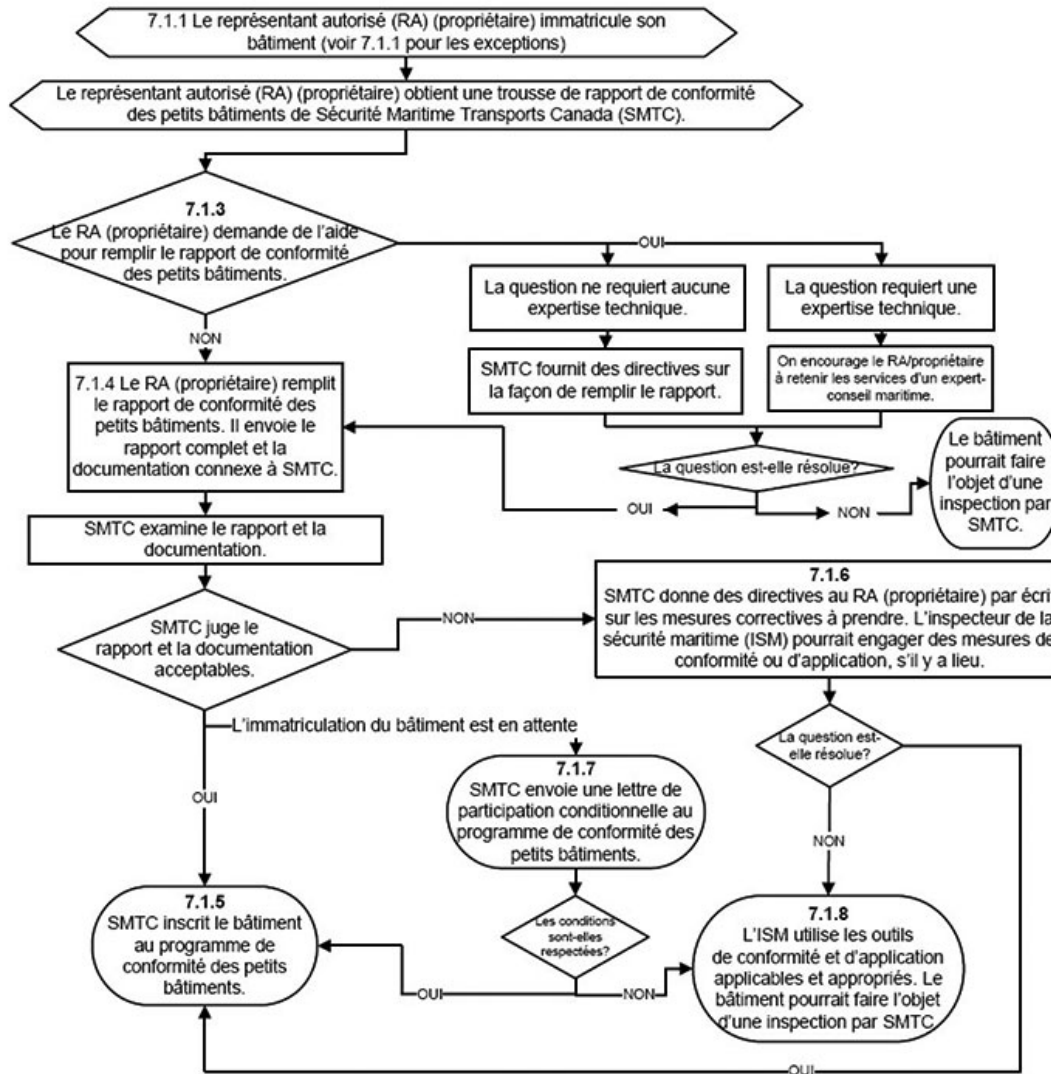 7.1.1 Le représentant autorisé (RA) (propriétaire) immatricule son
bâtiment (voir 7.1.1 pour les exceptions)
Le représentant autorisé (RA) (propriétaire) obtient une trousse de rapport de conformité
des petits bâtiments de Sécurité Maritime Transports Canada (SMTC).
7.1.3
Le RA (propriétaire) demande de l'aide
pour remplir le rapport de conformité
des petits bâtiments.
OUI
La question ne requiert aucune
expertise technique.
La question requiert une
expertise technique.
NON
SMTC fournit des directives sur
la façon de remplir le rapport.
On encourage le RA/propriétaire
à retenir les services d'un expert-
conseil maritime.
7.1.4 Le RA (propriétaire) remplit
le rapport de conformité des
petits bâtiments. Il envoie le
rapport complet et la
documentation connexe à SMTC.
La question est-elle résolue?
OUI
NON
Le bâtiment
pourrait faire
l'objet d'une
inspection par
SMTC.
SMTC examine le rapport et la
documentation.
SMTC juge le
rapport et la documentation
acceptables.
NON
7.1.6
SMTC donne des directives au RA (propriétaire) par écrit
sur les mesures correctives à prendre. L'inspecteur de la
sécurité maritime (ISM) pourrait engager des mesures de
conformité ou d'application, s'il y a lieu.
L'immatriculation du bâtiment est en attente
La question est-
elle résolue?
OUI
7.1.7
SMTC envoie une lettre de
participation conditionnelle au
programme de conformité des
petits bâtiments.
NON
7.1.5
SMTC inscrit le bâtiment
au programme de
conformité des petits
bâtiments.
Les conditions
sont-elles
respectées?
OUI
NON
7.1.8
L'ISM utilise les outils
de conformité et d'application
applicables et appropriés. Le
bâtiment pourrait faire l'objet
d'une inspection par SMTC.
OUI